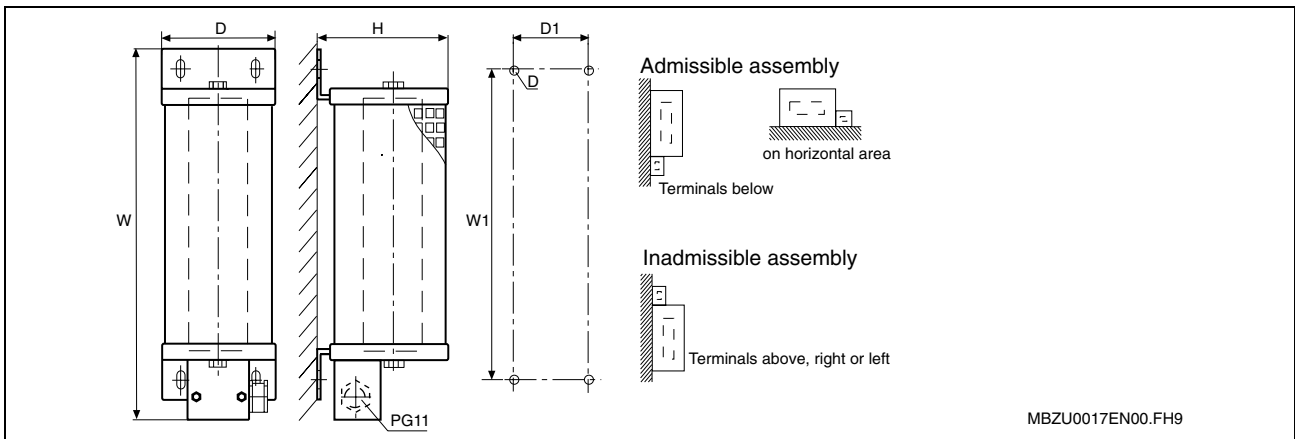 D
H
D1
D
W
W1
PG11
Admissible assembly
Terminals below
on horizontal area
Inadmissible assembly
Terminals above, right or left
MBZU0017EN00.FH9